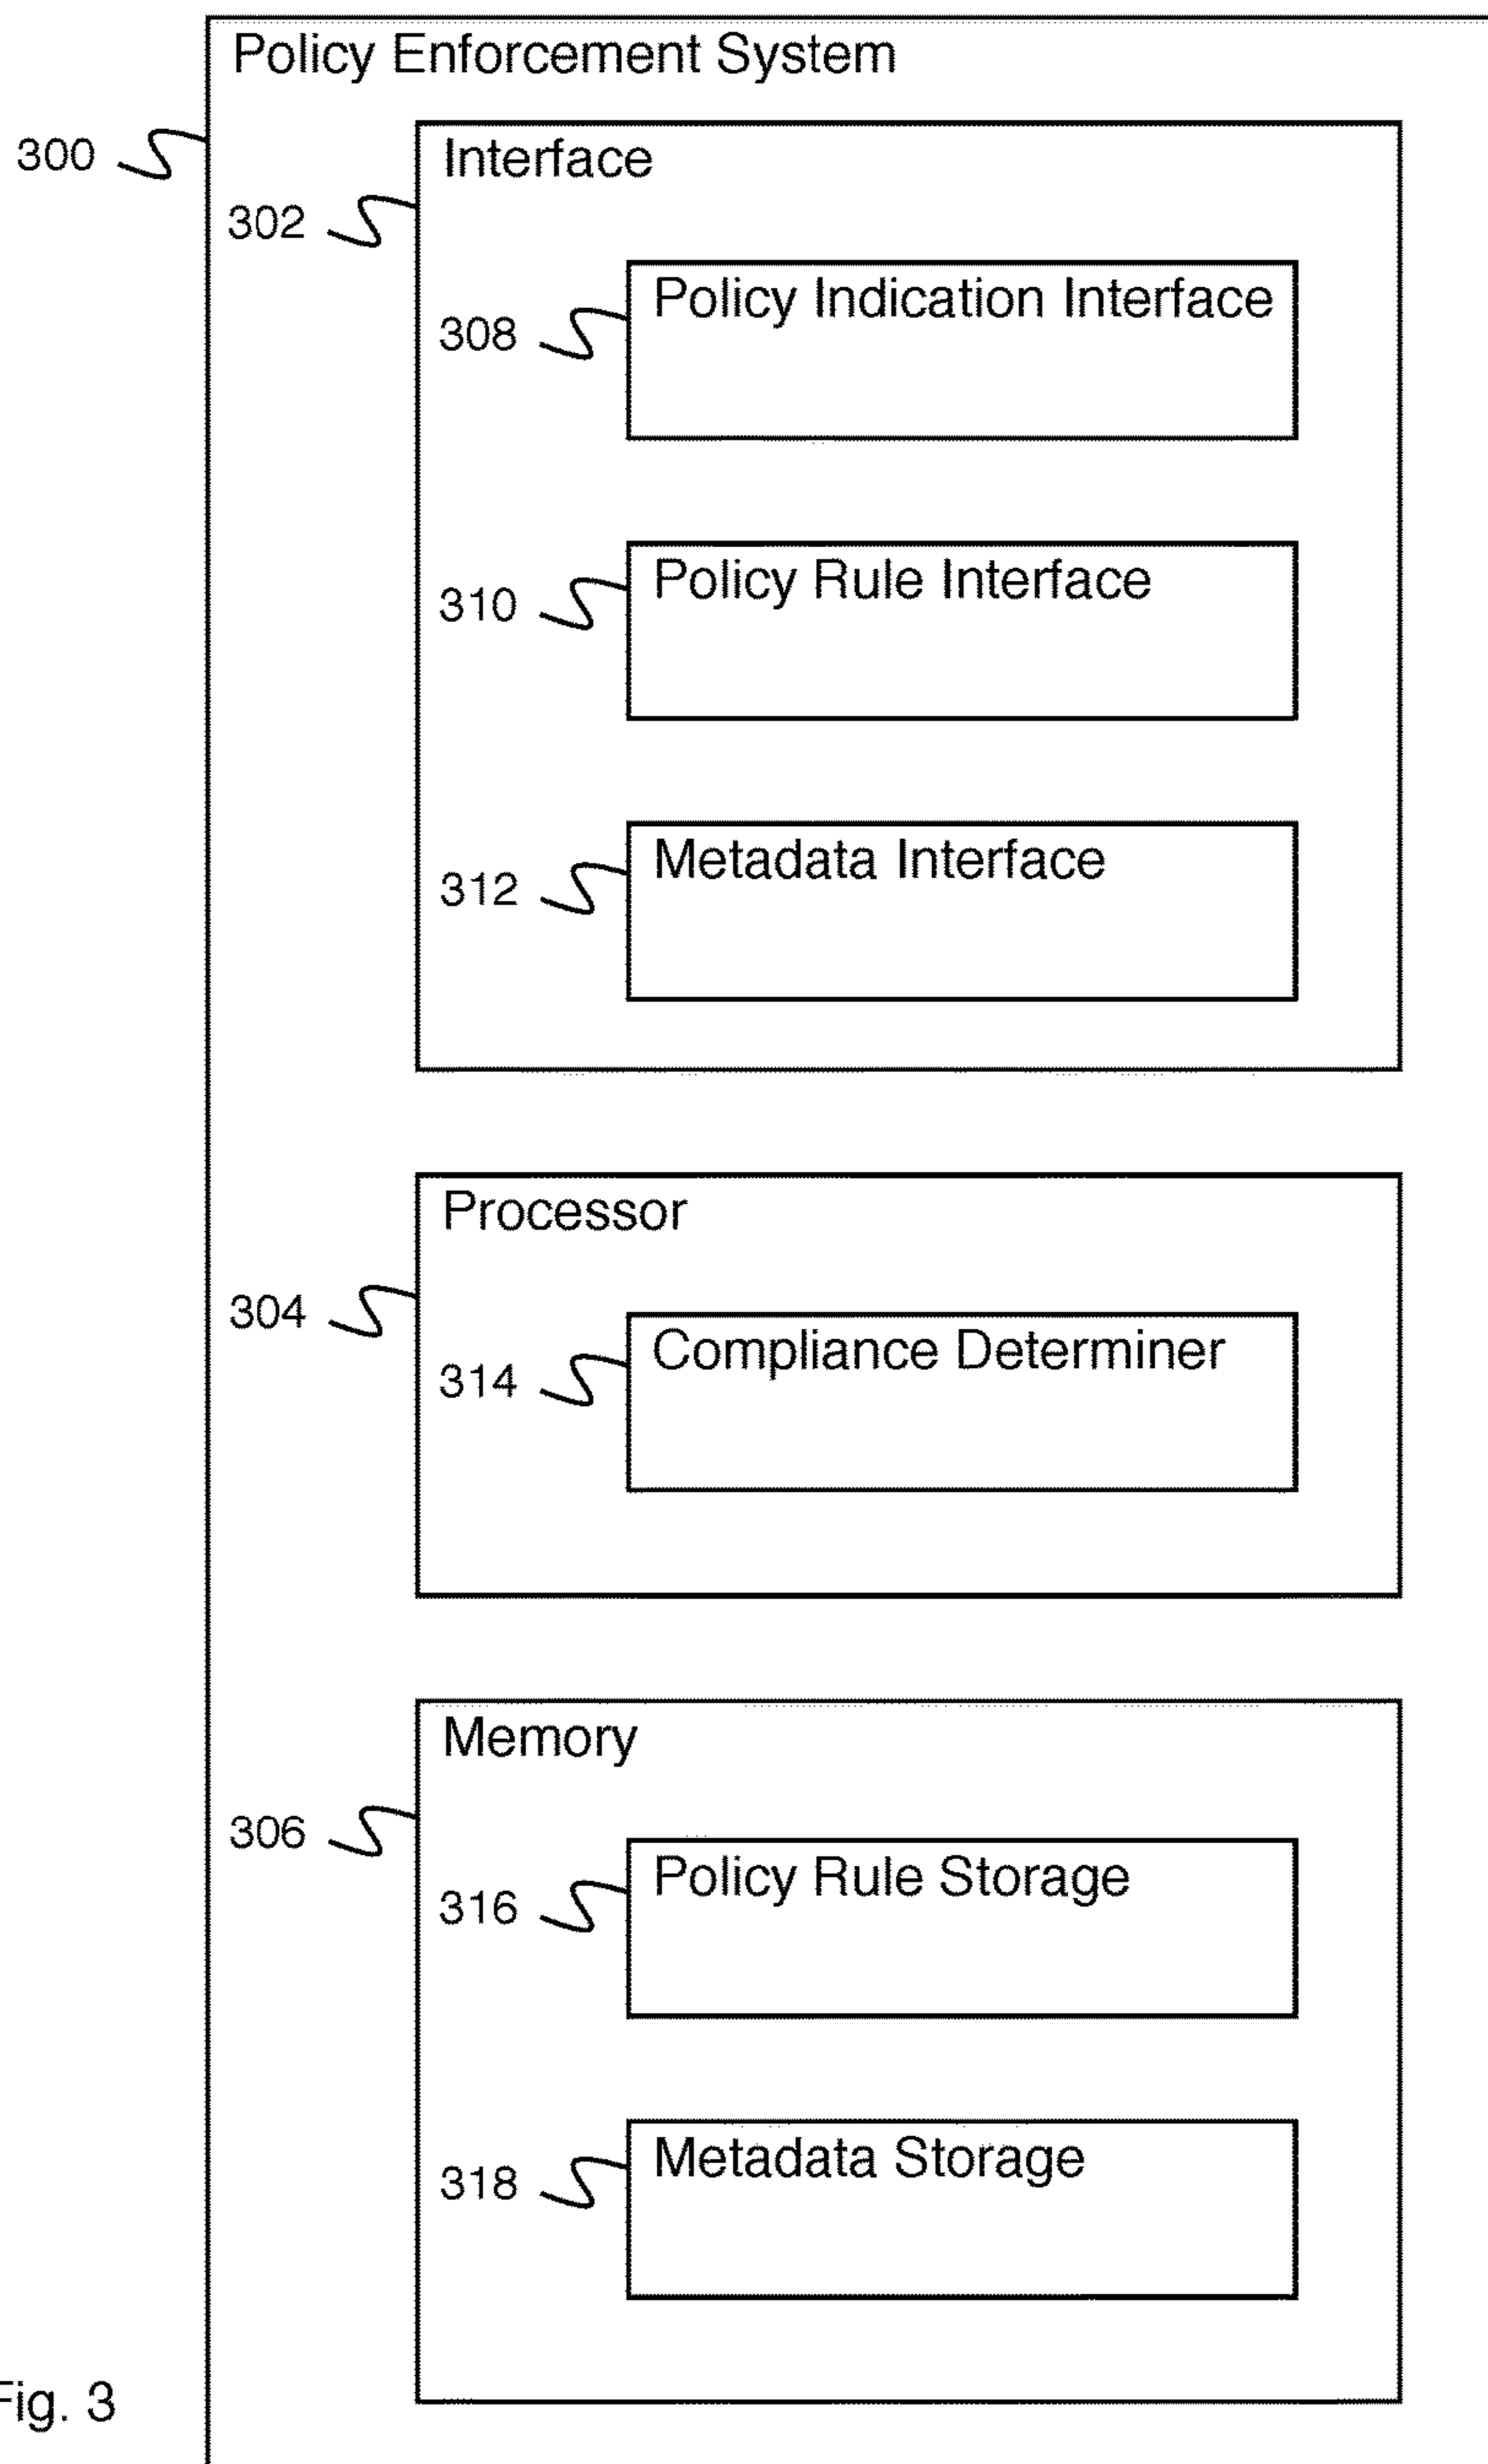 Policy Enforcement System
300
Interface
302
Policy Indication Interface
308
Policy Rule Interface
310
Metadata Interface
312
Processor
304
Compliance Determiner
314
Memory
306
Policy Rule Storage
316
Metadata Storage
318
Fig. 3